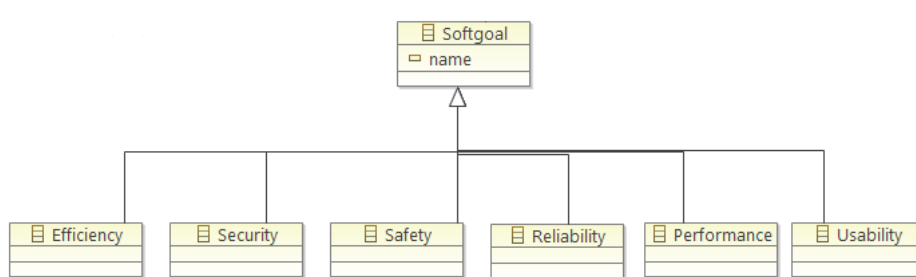 Softgoal
name
Efficiency
Security
Safety
Reliability
Performance
Usability